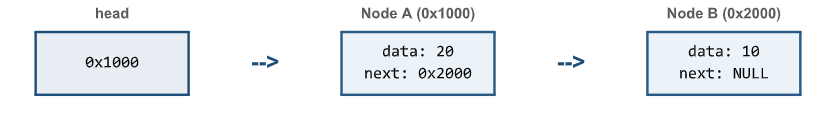 head
Node A (0x1000)
Node B (0x2000)
0x1000
-->
data: 20
next: 0x2000
-->
data: 10
next: NULL